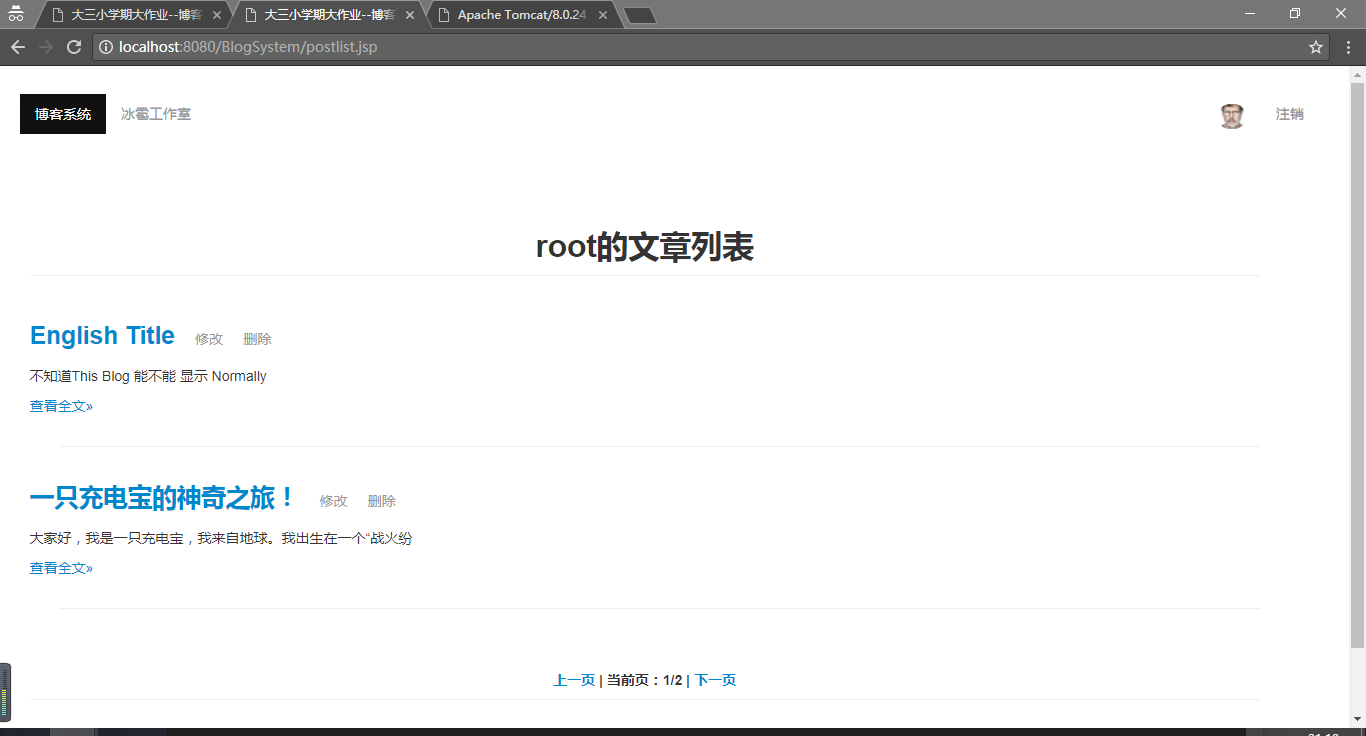 大三小学期大作业--博客 大三小学期大作业--博客 Apache Tomcat/8.0.24
localhost:8080/BlogSystem/postlist.jsp
博客系统 冰雹工作室 注销
root的文章列表
English Title 修改 删除
不知道This Blog 能不能 显示 Normally
查看全文»
一只充电宝的神奇之旅！ 修改 删除
大家好，我是一只充电宝，我来自地球。我出生在一个“战火纷
查看全文»
上一页 | 当前页：1/2 | 下一页